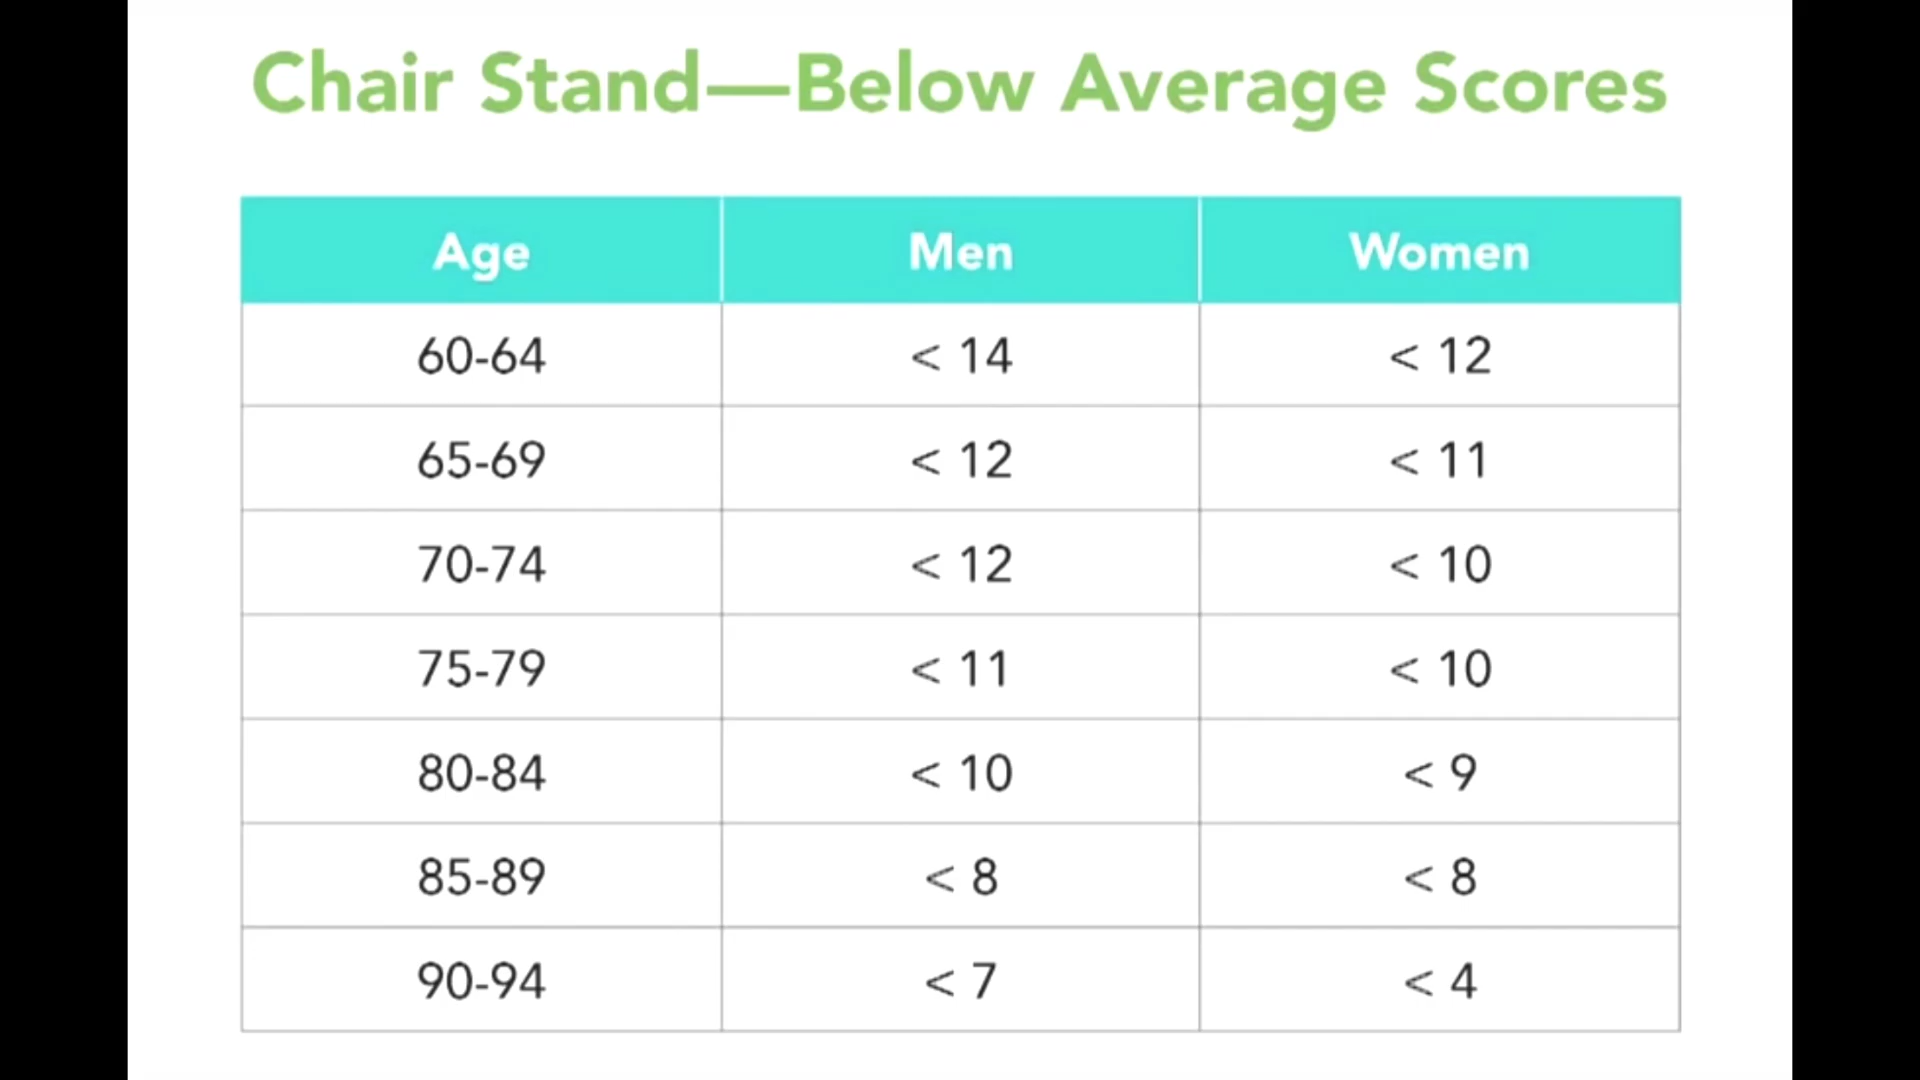 Chair Stand—Below Average Scores
Age Men Women
60-64 < 14 < 12
65-69 < 12 < 11
70-74 < 12 < 10
75-79 < 11 < 10
80-84 < 10 < 9
85-89 < 8 < 8
90-94 < 7 < 4